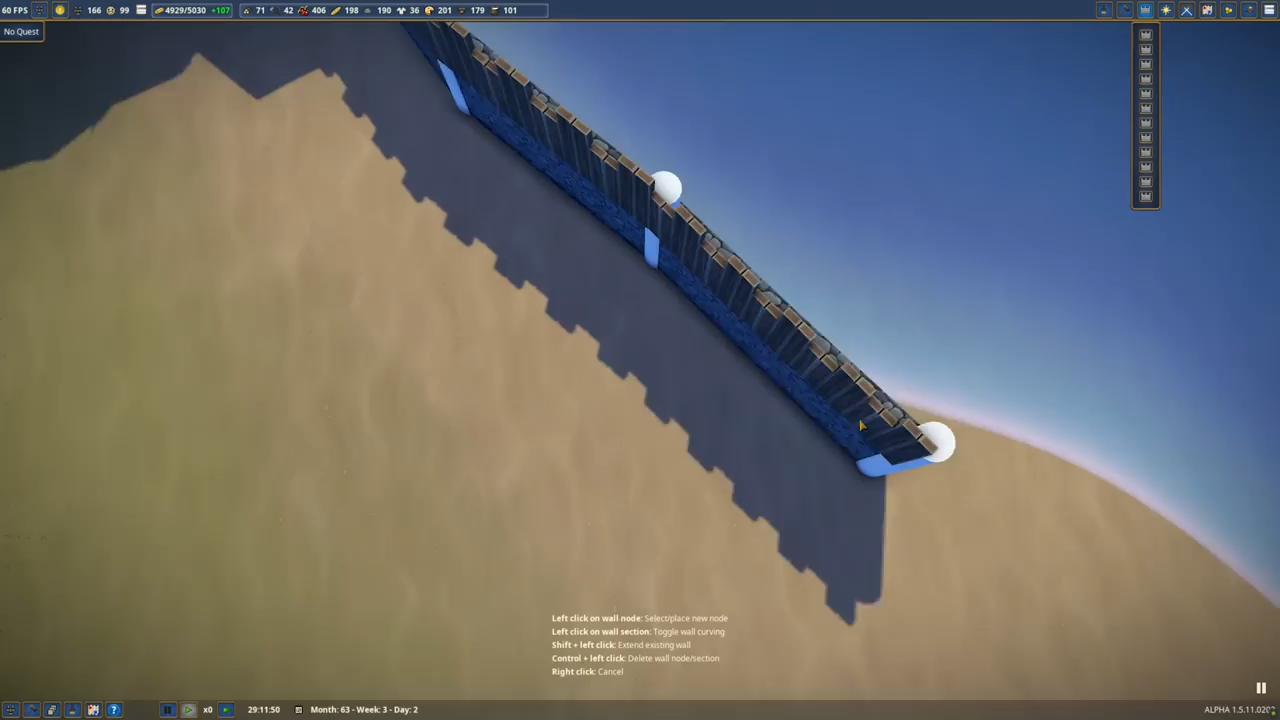 60 FPS 166 99 4929/5030 +107 71 42 406 198 190 36 201 179 101
No Quest
Left click on wall node: Select/place new node
Left click on wall section: Toggle wall curving
Shift + left click: Extend existing wall
Control + left click: Delete wall node/section
Right click: Cancel
x0 29:11:50 Month: 63 - Week: 3 - Day: 2 ALPHA 1.5.11.020